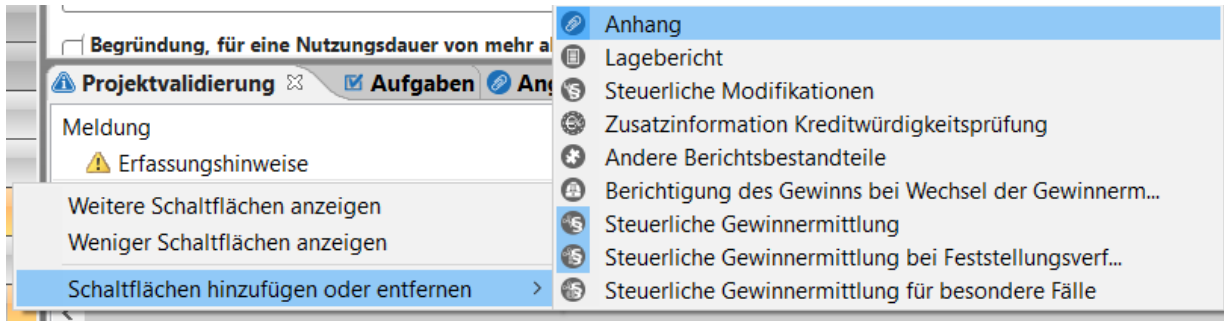 Begründung, für eine Nutzungsdauer von mehr al
Projektvalidierung Aufgaben
Meldung
Erfassungshinweise
Weitere Schaltflächen anzeigen
Weniger Schaltflächen anzeigen
Schaltflächen hinzufügen oder entfernen
Anhang
Lagebericht
Steuerliche Modifikationen
Zusatzinformation Kreditwürdigkeitsprüfung
Andere Berichtsbestandteile
Berichtigung des Gewinns bei Wechsel der Gewinnerm...
Steuerliche Gewinnermittlung
Steuerliche Gewinnermittlung bei Feststellungsverf...
Steuerliche Gewinnermittlung für besondere Fälle